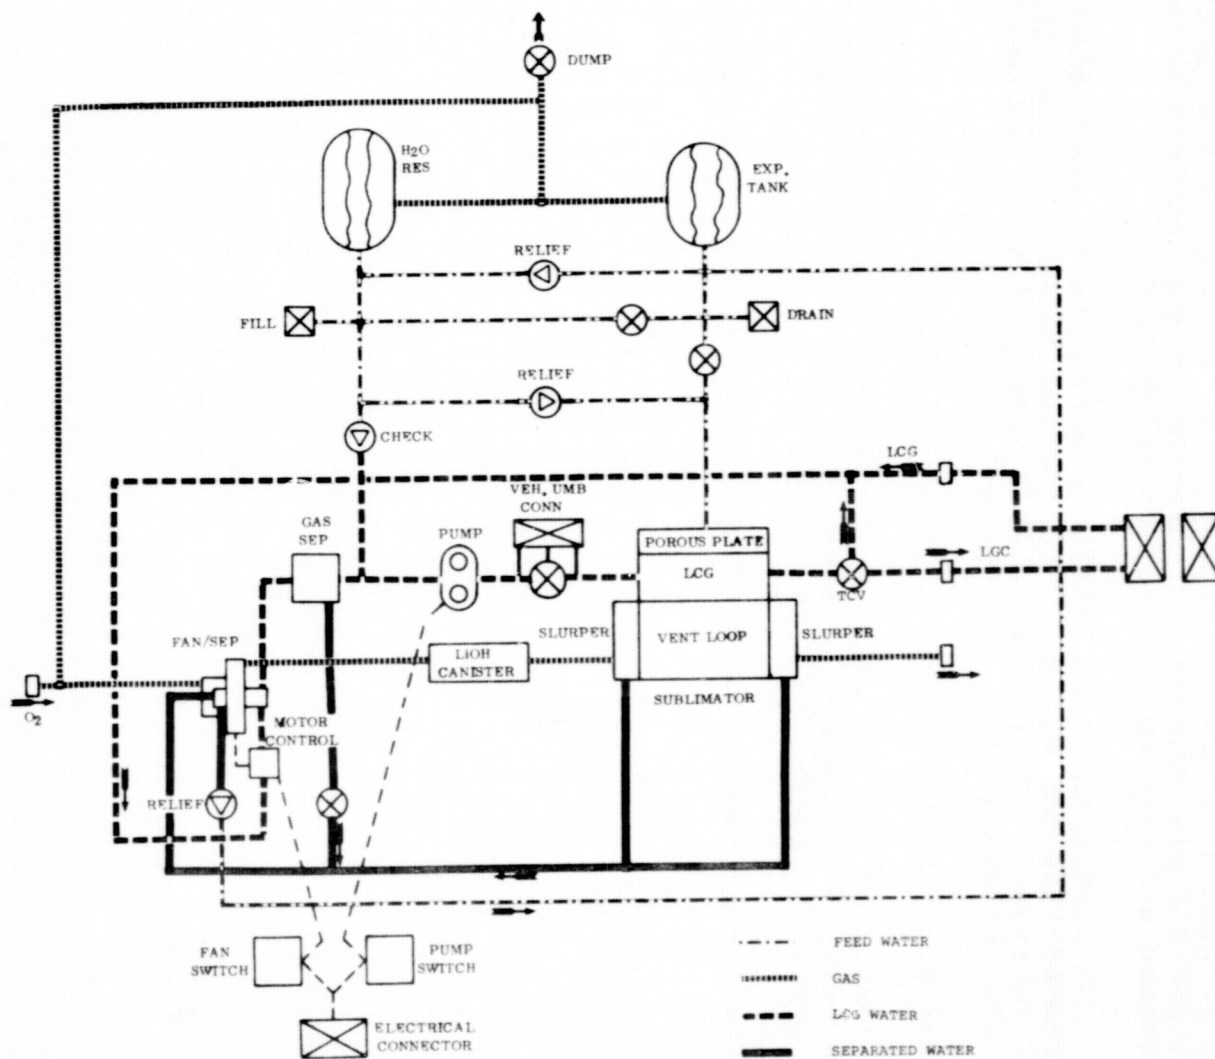 DUMP
H2O
RES
EXP.
TANK
RELIEF
FILL
DRAIN
RELIEF
CHECK
LCG
VEH. UMB
CONN
GAS
SEP
PUMP
POROUS PLATE
LCG
LGC
TCV
SLURPER
VENT LOOP
SLURPER
FAN/SEP
LiOH
CANISTER
SUBLIMATOR
O2
MOTOR
CONTROL
RELIEF
FAN
SWITCH
PUMP
SWITCH
ELECTRICAL
CONNECTOR
FEED WATER
GAS
LCG WATER
SEPARATED WATER